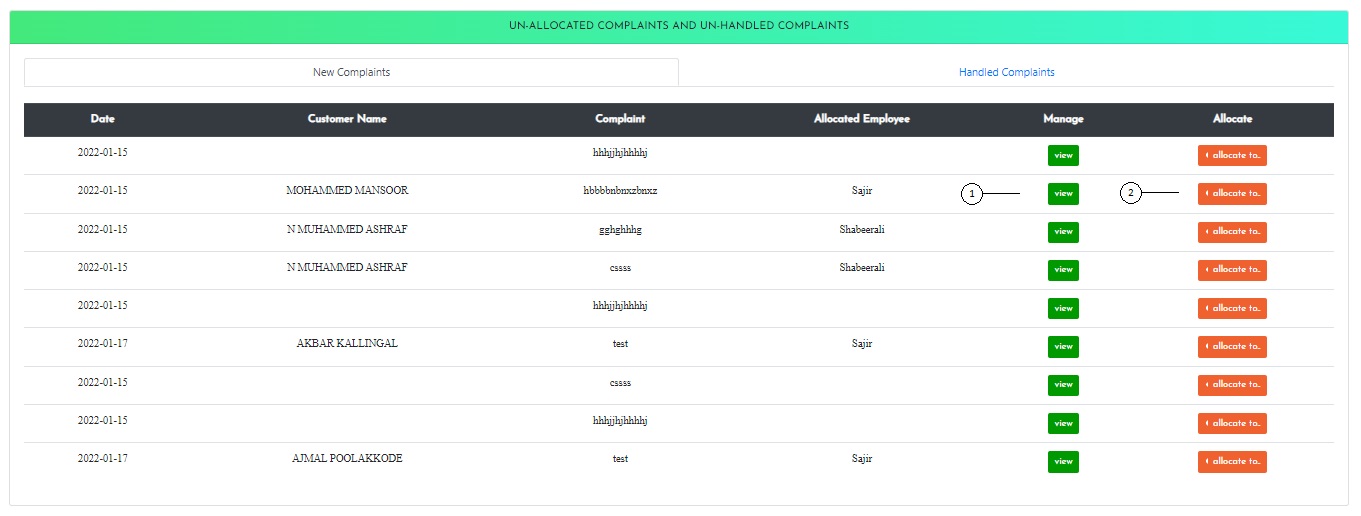 UN-ALLOCATED COMPLAINTS AND UN-HANDLED COMPLAINTS
New Complaints Handled Complaints
Date Customer Name Complaint Allocated Employee Manage Allocate
2022-01-15 hhhjjhjhhhhj view allocate to..
2022-01-15 MOHAMMED MANSOOR hbbbbnbnxzbnxz Sajir 1 view 2 allocate to..
2022-01-15 N MUHAMMED ASHRAF gghghhhg Shabeerali view allocate to..
2022-01-15 N MUHAMMED ASHRAF cssss Shabeerali view allocate to..
2022-01-15 hhhjjhjhhhhj view allocate to..
2022-01-17 AKBAR KALLINGAL test Sajir view allocate to..
2022-01-15 cssss view allocate to..
2022-01-15 hhhjjhjhhhhj view allocate to..
2022-01-17 AJMAL POOLAKKODE test Sajir view allocate to..